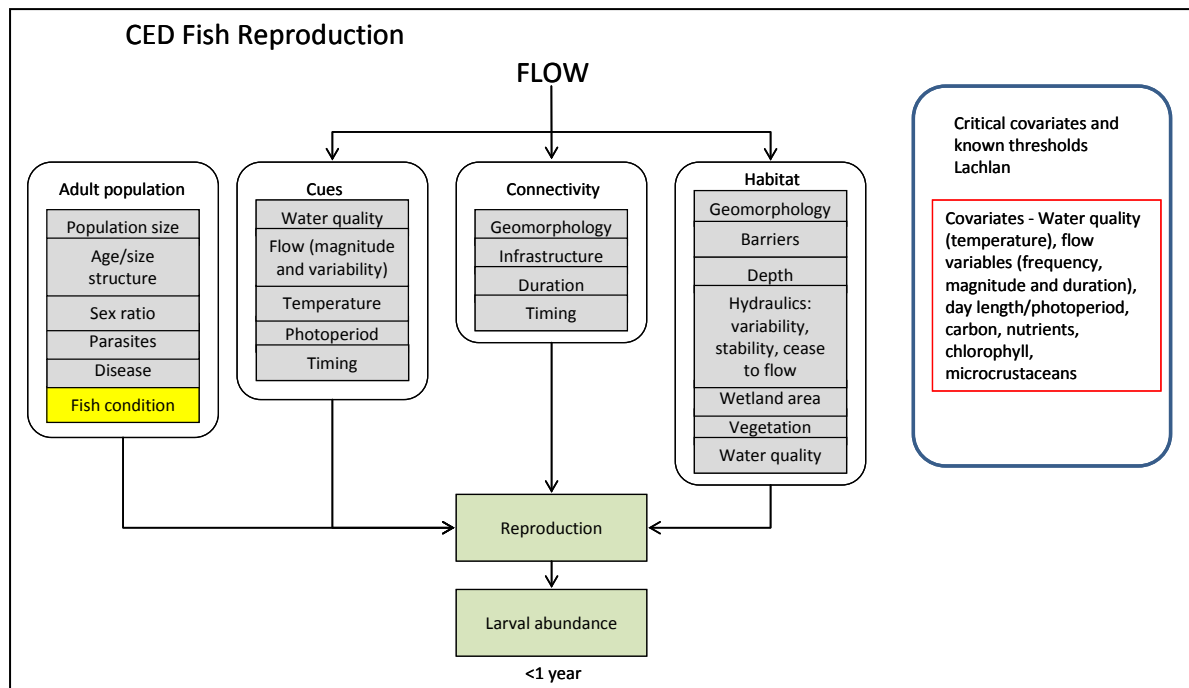 CED Fish Reproduction
FLOW
Adult population
Population size
Age/size
structure
Sex ratio
Parasites
Disease
Fish condition
Cues
Water quality
Flow (magnitude
and variability)
Temperature
Photoperiod
Timing
Connectivity
Geomorphology
Infrastructure
Duration
Timing
Habitat
Geomorphology
Barriers
Depth
Hydraulics:
variability,
stability, cease
to flow
Wetland area
Vegetation
Water quality
Critical covariates and
known thresholds
Lachlan
Covariates - Water quality
(temperature), flow
variables (frequency,
magnitude and duration),
day length/photoperiod,
carbon, nutrients,
chlorophyll,
microcrustaceans
Reproduction
Larval abundance
<1 year